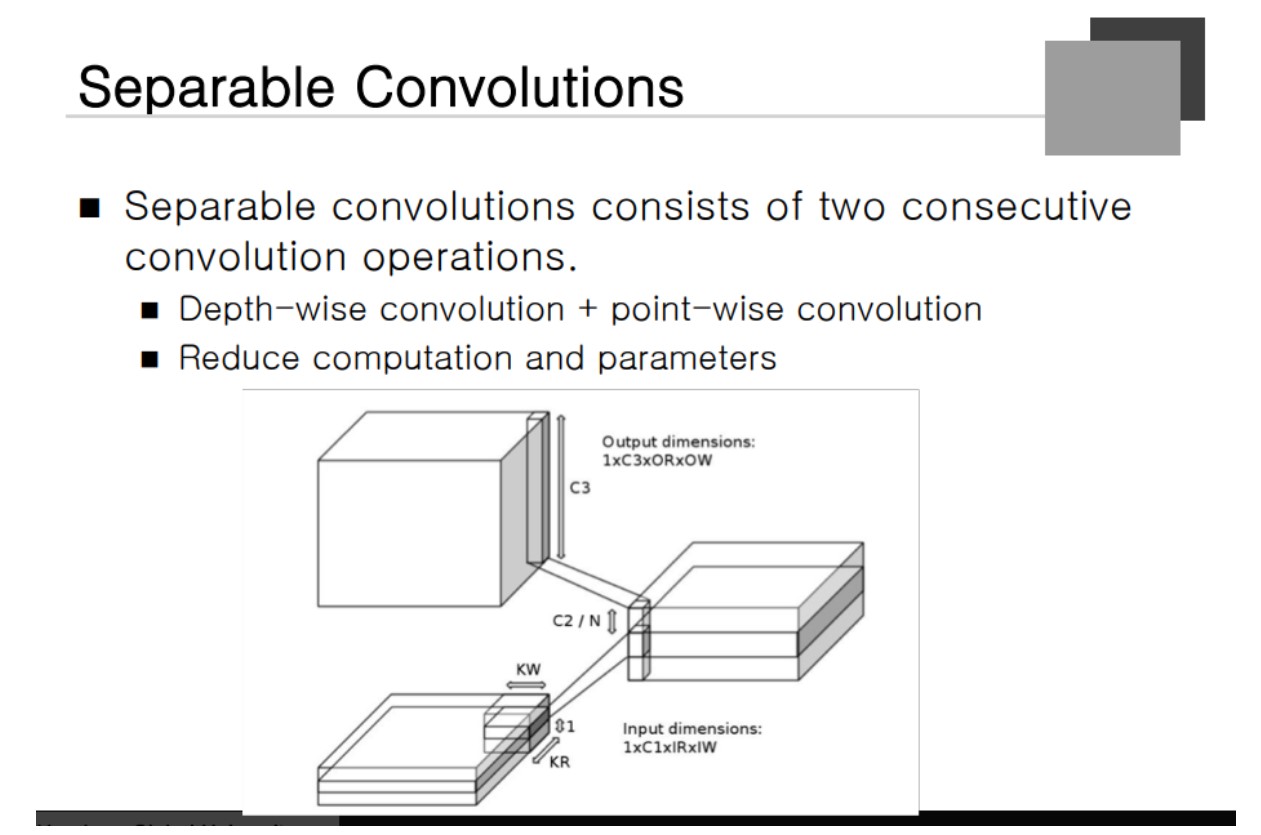 Separable Convolutions
■ Separable convolutions consists of two consecutive
convolution operations.
■ Depth-wise convolution + point-wise convolution
■ Reduce computation and parameters
Output dimensions:
1xC3xORxOW
C3
C2 / N
KW
1
KR
Input dimensions:
1xC1xIRxIW